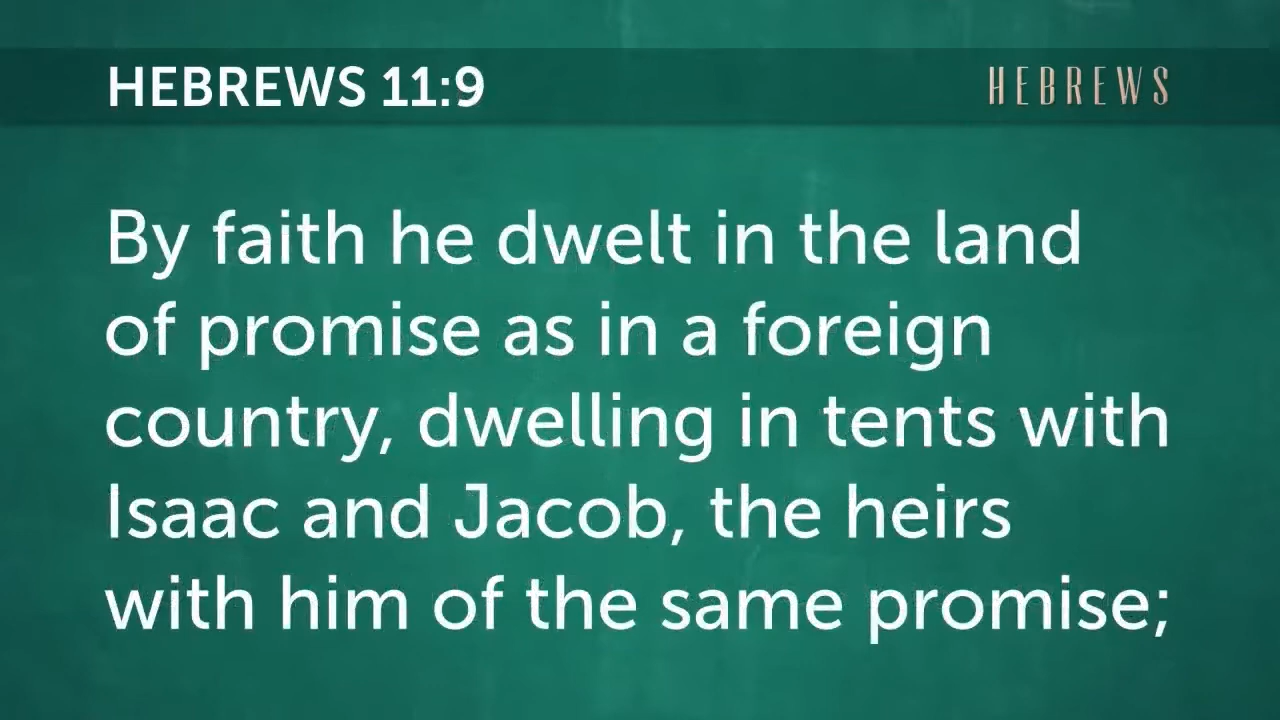 HEBREWS 11:9
HEBREWS
By faith he dwelt in the land
of promise as in a foreign
country, dwelling in tents with
Isaac and Jacob, the heirs
with him of the same promise;